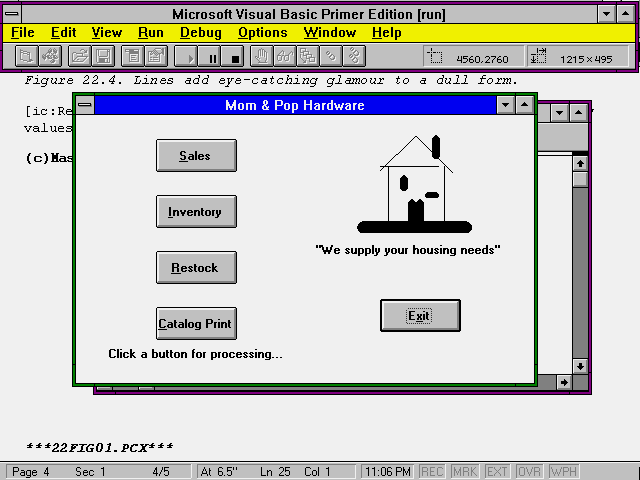 Microsoft Visual Basic Primer Edition [run]
File Edit View Run Debug Options Window Help
4560,2760 1215×495
Figure 22.4. Lines add eye-catching glamour to a dull form.
[ic:Re
values
(c)Mas
Mom & Pop Hardware
Sales
Inventory
Restock
Catalog Print
Click a button for processing...
"We supply your housing needs"
Exit
***22FIG01.PCX***
Page 4 Sec 1 4/5 At 6.5" Ln 25 Col 1 11:06 PM REC MRK EXT OVR WPH